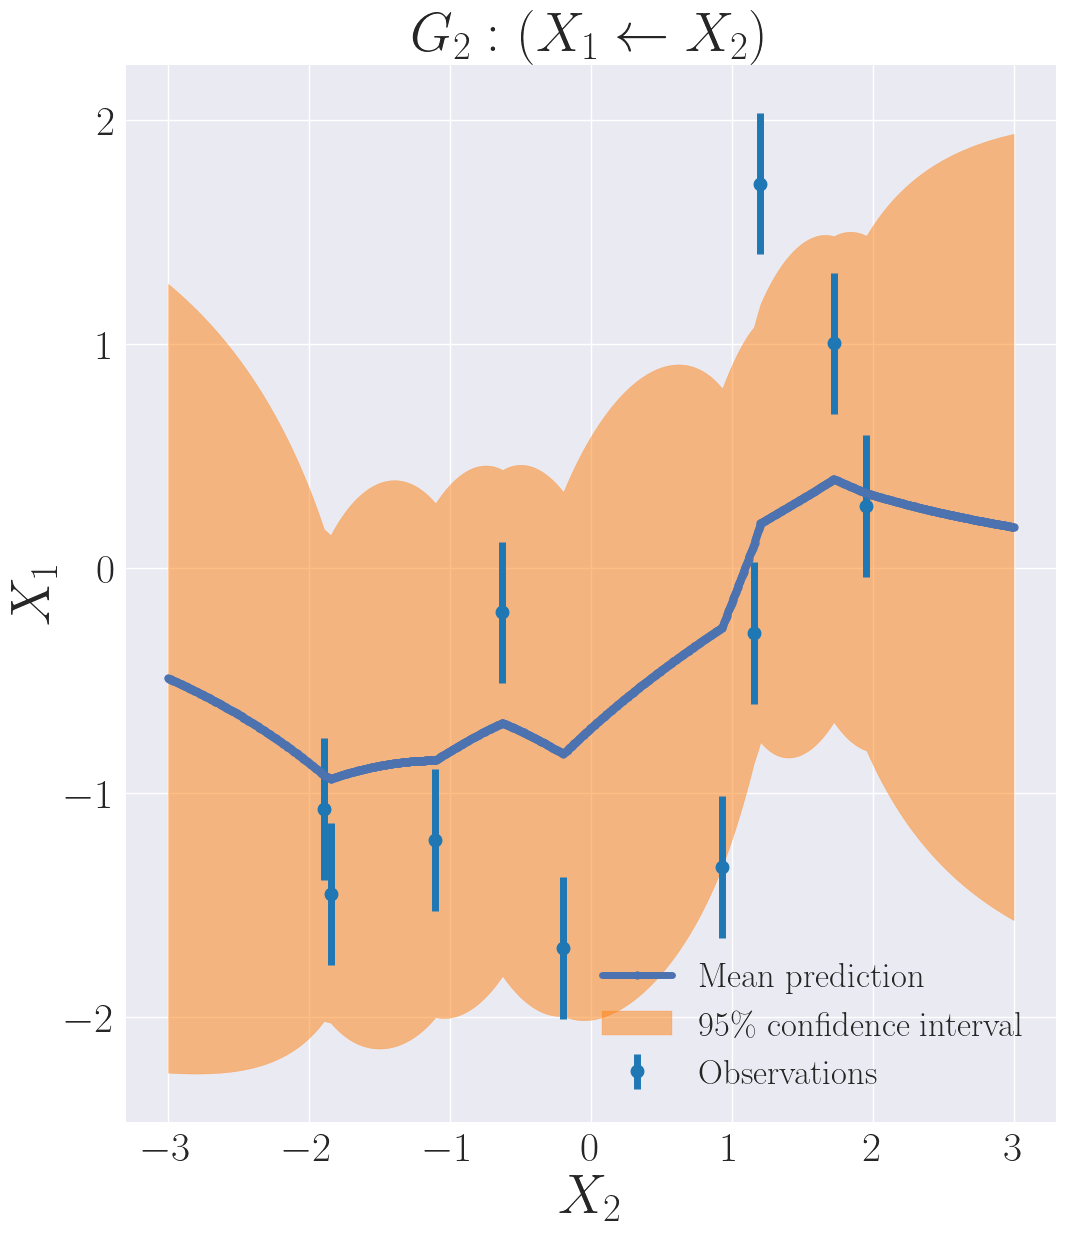 G₂ : (X₁ ← X₂)
2
1
0
−1
−2
X₁
−3 −2 −1 0 1 2 3
X₂
Mean prediction
95% confidence interval
Observations